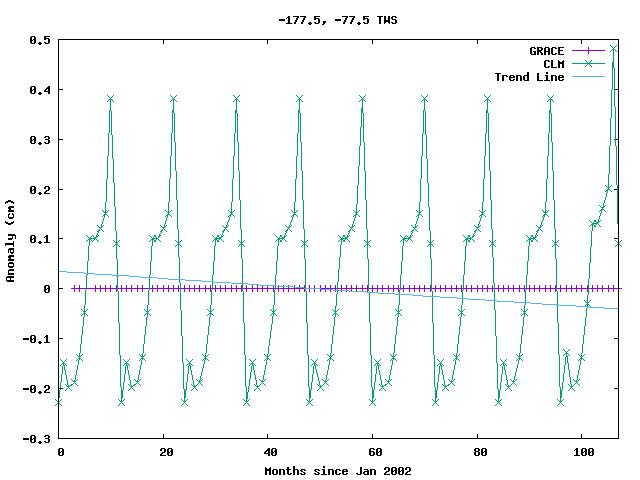 -177.5, -77.5 TWS
GRACE
CLM
Trend Line
0.5
0.4
0.3
0.2
0.1
0
-0.1
-0.2
-0.3
Anomaly (cm)
0 20 40 60 80 100
Months since Jan 2002